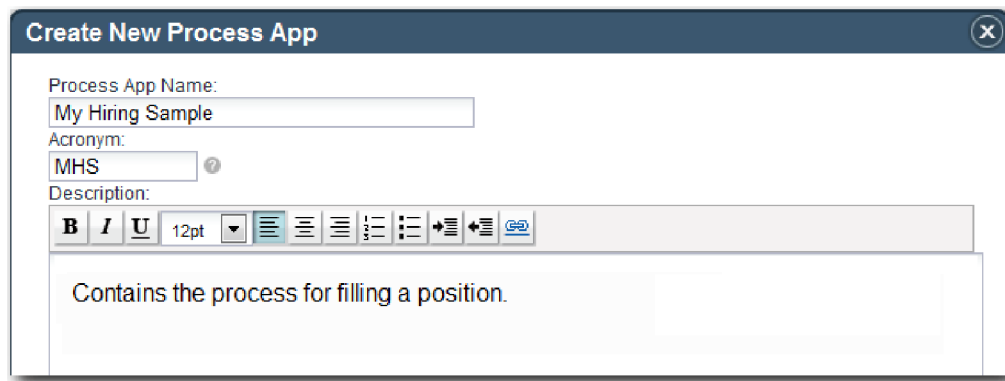 Create New Process App
Process App Name:
My Hiring Sample
Acronym:
MHS
?
Description:
B I U 12pt
Contains the process for filling a position.